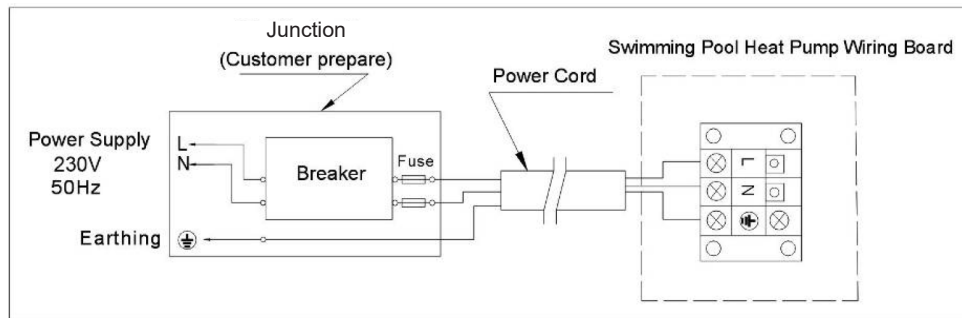 Junction
(Customer prepare)
Swimming Pool Heat Pump Wiring Board
Power Cord
Power Supply
230V
50Hz
L
N
Breaker
Fuse
Earthing
L
N